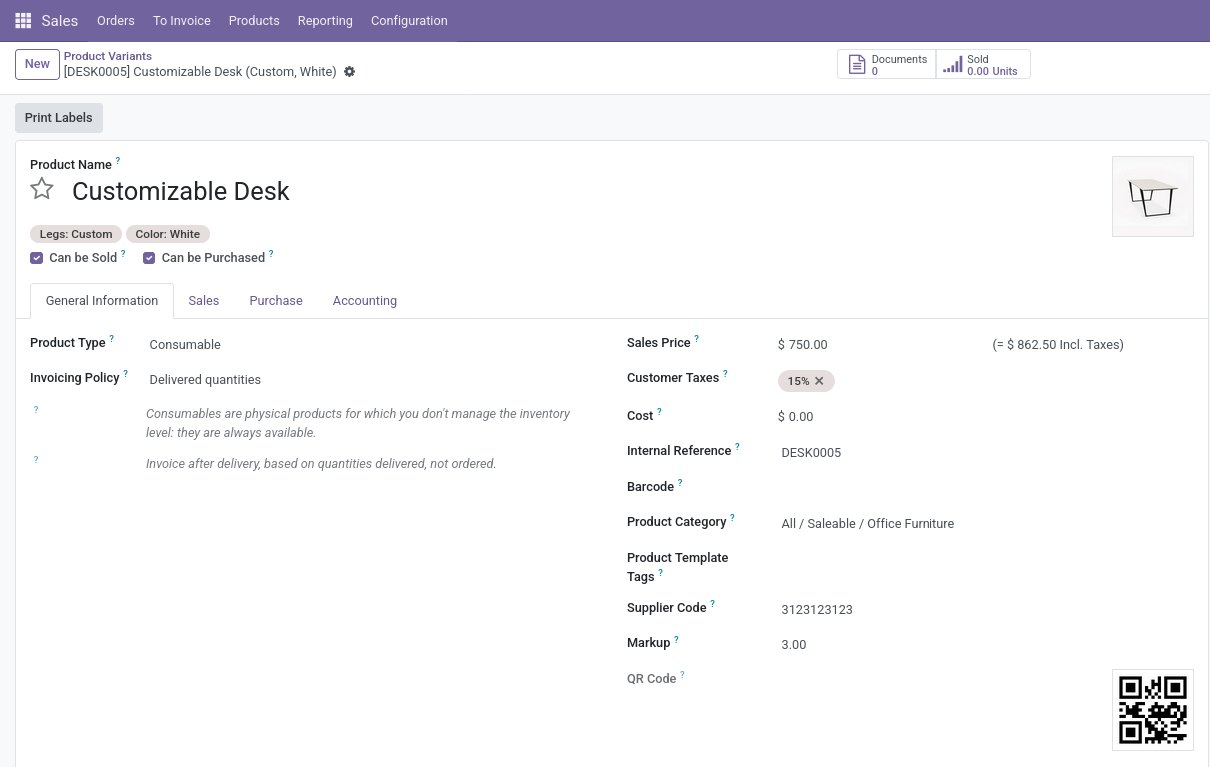 Sales Orders To Invoice Products Reporting Configuration
New
Product Variants
[DESK0005] Customizable Desk (Custom, White)
Documents
0
Sold
0.00 Units
Print Labels
Product Name ?
Customizable Desk
Legs: Custom Color: White
Can be Sold ? Can be Purchased ?
General Information Sales Purchase Accounting
Product Type ? Consumable
Invoicing Policy ? Delivered quantities
? Consumables are physical products for which you don't manage the inventory
level: they are always available.
? Invoice after delivery, based on quantities delivered, not ordered.
Sales Price ? $ 750.00 (= $ 862.50 Incl. Taxes)
Customer Taxes ? 15% ✕
Cost ? $ 0.00
Internal Reference ? DESK0005
Barcode ?
Product Category ? All / Saleable / Office Furniture
Product Template
Tags ?
Supplier Code ? 3123123123
Markup ? 3.00
QR Code ?